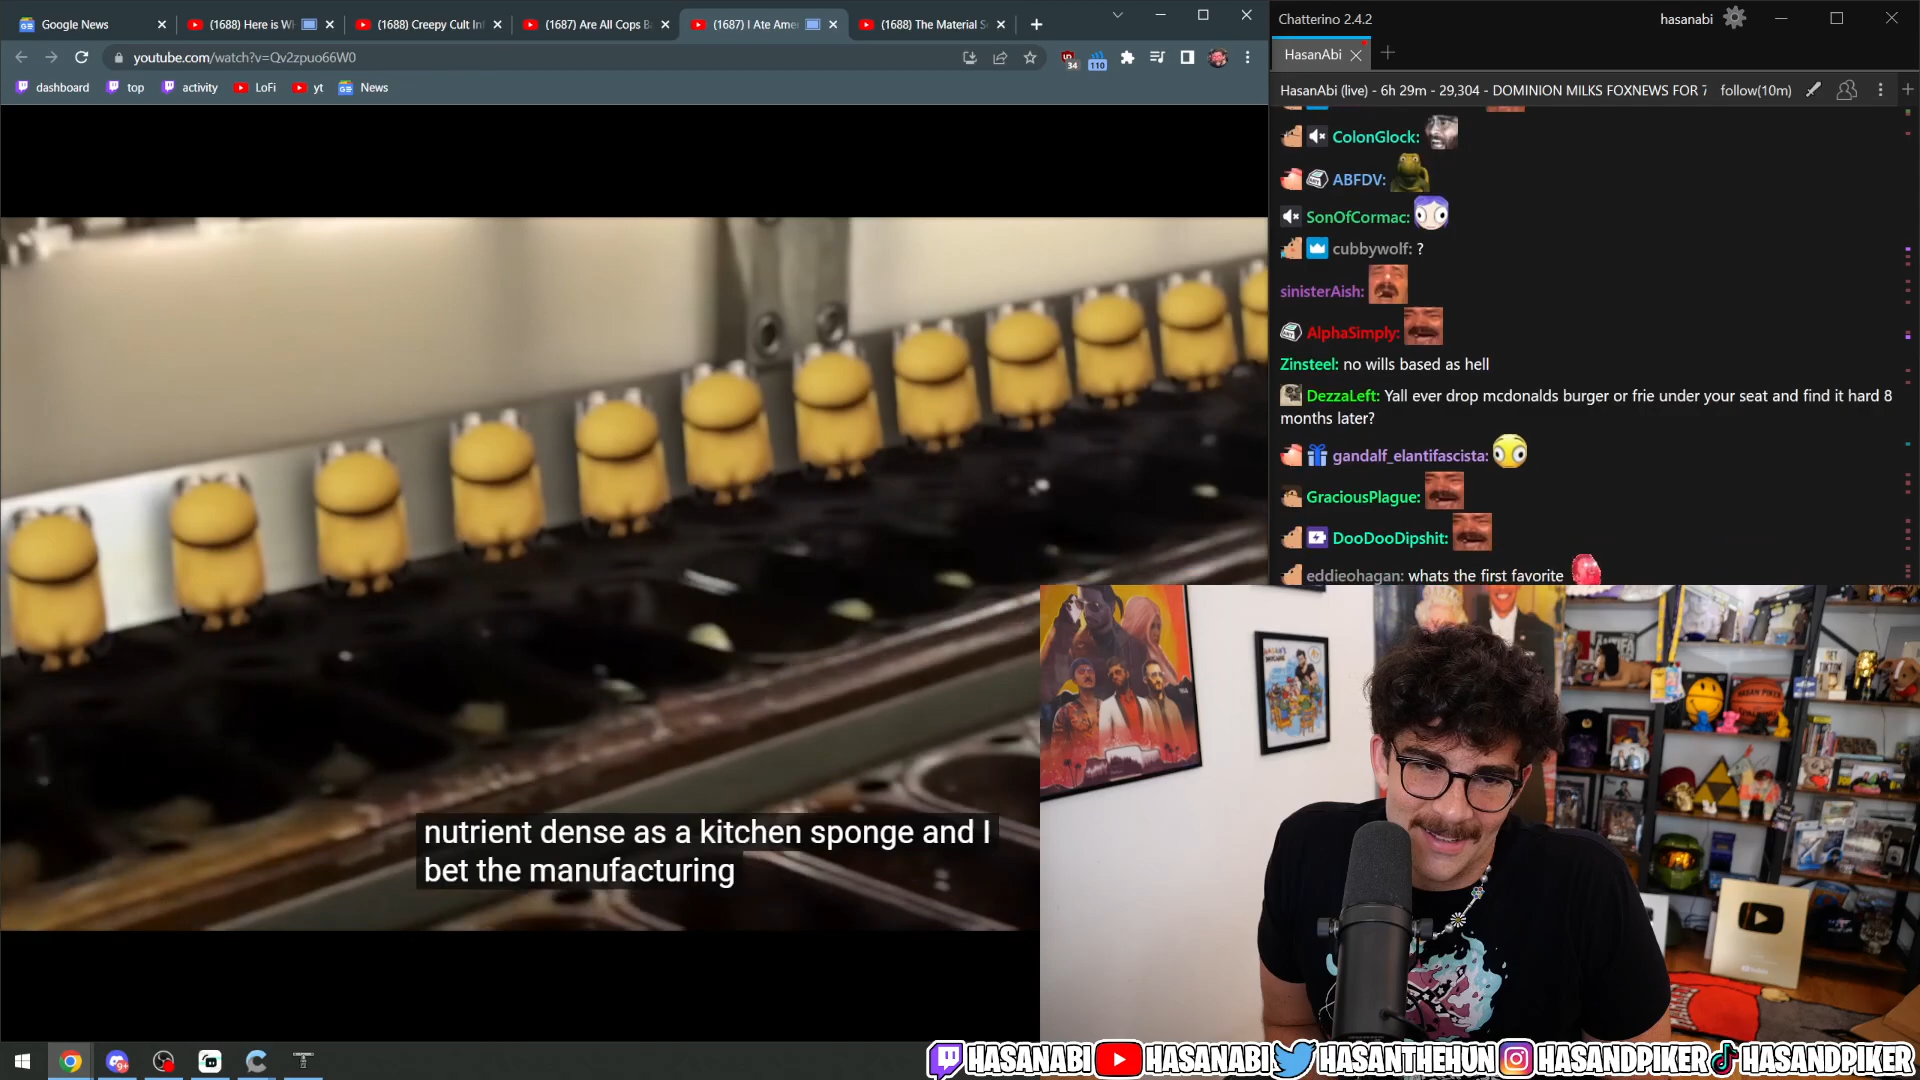 Google News
(1688) Here is Wh
(1688) Creepy Cult Inf
(1687) Are All Cops Ba
(1687) I Ate Ame
(1688) The Material S
youtube.com/watch?v=Qv2zpuo66W0
34
110
dashboard
top
activity
LoFi
yt
News
nutrient dense as a kitchen sponge and I
bet the manufacturing
Chatterino 2.4.2
hasanabi
HasanAbi
HasanAbi (live) - 6h 29m - 29,304 - DOMINION MILKS FOXNEWS FOR 7
follow(10m)
ColonGlock:
ABFDV:
SonOfCormac:
cubbywolf: ?
sinisterAish:
AlphaSimply:
Zinsteel: no wills based as hell
DezzaLeft: Yall ever drop mcdonalds burger or frie under your seat and find it hard 8
months later?
gandalf_elantifascista:
GraciousPlague:
DooDooDipshit:
eddieohagan: whats the first favorite
HASANABI
HASANABI
HASANTHEHUN
HASANDPIKER
HASANDPIKER